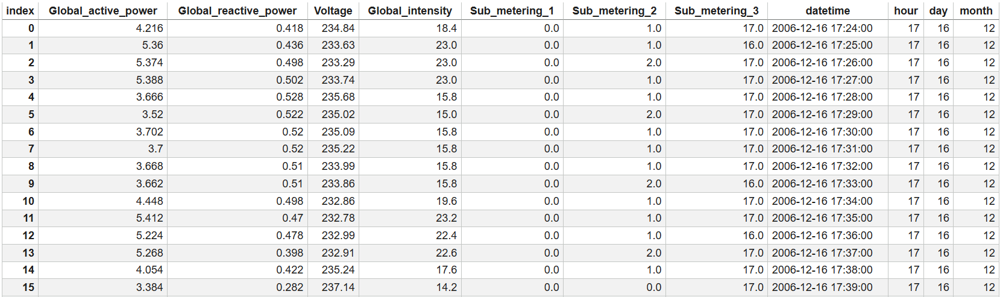 index Global_active_power Global_reactive_power Voltage Global_intensity Sub_metering_1 Sub_metering_2 Sub_metering_3 datetime hour day month
0 4.216 0.418 234.84 18.4 0.0 1.0 17.0 2006-12-16 17:24:00 17 16 12
1 5.36 0.436 233.63 23.0 0.0 1.0 16.0 2006-12-16 17:25:00 17 16 12
2 5.374 0.498 233.29 23.0 0.0 2.0 17.0 2006-12-16 17:26:00 17 16 12
3 5.388 0.502 233.74 23.0 0.0 1.0 17.0 2006-12-16 17:27:00 17 16 12
4 3.666 0.528 235.68 15.8 0.0 1.0 17.0 2006-12-16 17:28:00 17 16 12
5 3.52 0.522 235.02 15.0 0.0 2.0 17.0 2006-12-16 17:29:00 17 16 12
6 3.702 0.52 235.09 15.8 0.0 1.0 17.0 2006-12-16 17:30:00 17 16 12
7 3.7 0.52 235.22 15.8 0.0 1.0 17.0 2006-12-16 17:31:00 17 16 12
8 3.668 0.51 233.99 15.8 0.0 1.0 17.0 2006-12-16 17:32:00 17 16 12
9 3.662 0.51 233.86 15.8 0.0 2.0 16.0 2006-12-16 17:33:00 17 16 12
10 4.448 0.498 232.86 19.6 0.0 1.0 17.0 2006-12-16 17:34:00 17 16 12
11 5.412 0.47 232.78 23.2 0.0 1.0 17.0 2006-12-16 17:35:00 17 16 12
12 5.224 0.478 232.99 22.4 0.0 1.0 16.0 2006-12-16 17:36:00 17 16 12
13 5.268 0.398 232.91 22.6 0.0 2.0 17.0 2006-12-16 17:37:00 17 16 12
14 4.054 0.422 235.24 17.6 0.0 1.0 17.0 2006-12-16 17:38:00 17 16 12
15 3.384 0.282 237.14 14.2 0.0 0.0 17.0 2006-12-16 17:39:00 17 16 12